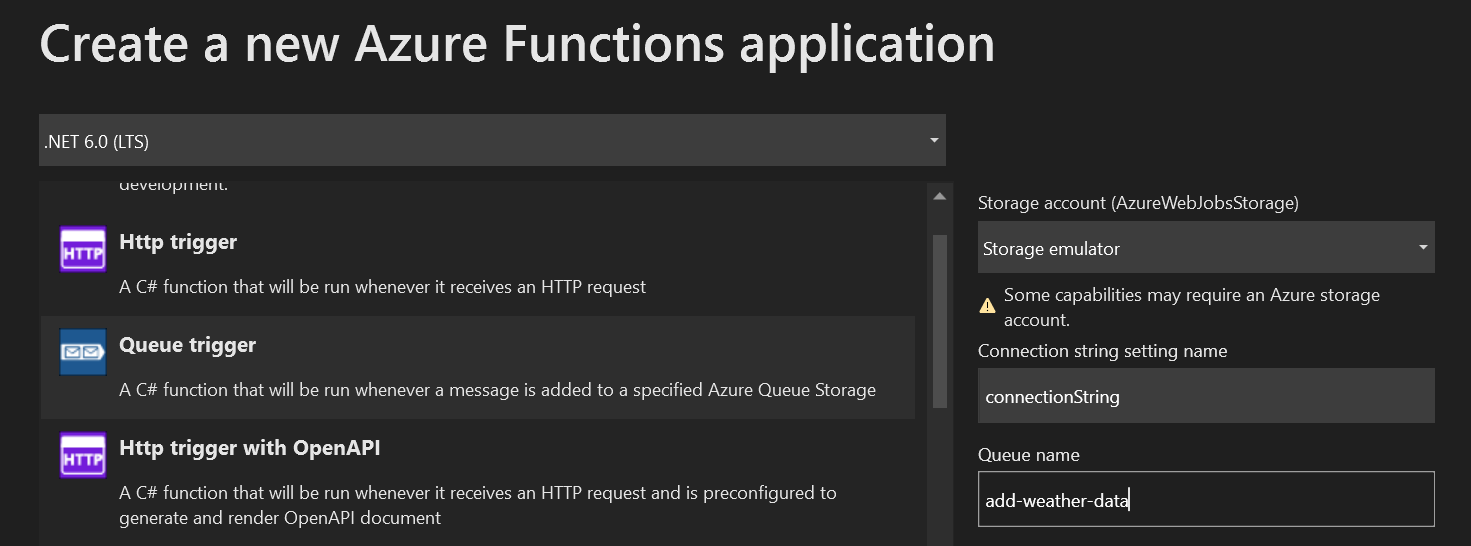 Create a new Azure Functions application
.NET 6.0 (LTS)
development.
HTTP
Http trigger
A C# function that will be run whenever it receives an HTTP request
Queue trigger
A C# function that will be run whenever a message is added to a specified Azure Queue Storage
HTTP
Http trigger with OpenAPI
A C# function that will be run whenever it receives an HTTP request and is preconfigured to
generate and render OpenAPI document
Storage account (AzureWebJobsStorage)
Storage emulator
Some capabilities may require an Azure storage
account.
Connection string setting name
connectionString
Queue name
add-weather-data